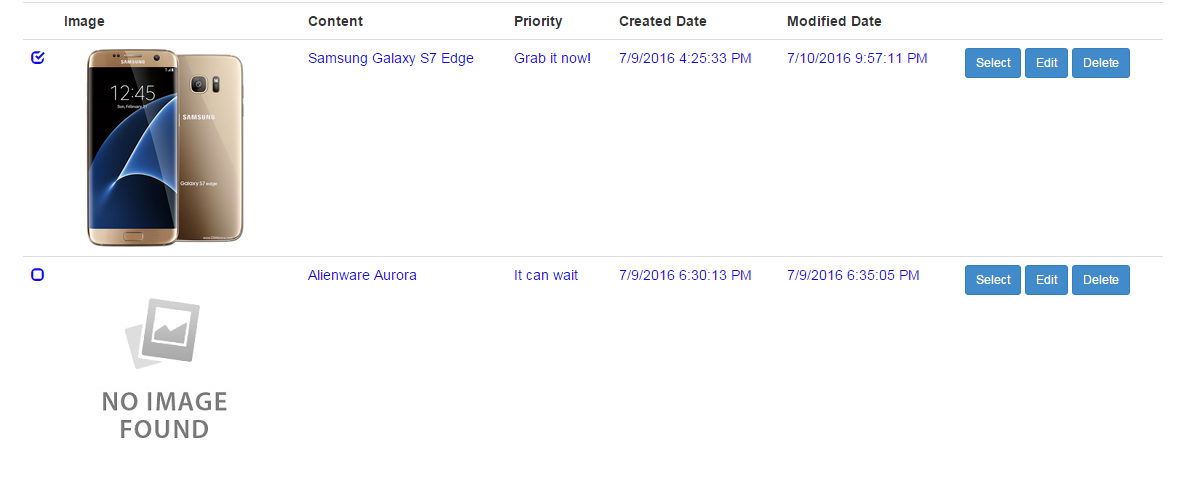 Image Content Priority Created Date Modified Date
Samsung Galaxy S7 Edge Grab it now! 7/9/2016 4:25:33 PM 7/10/2016 9:57:11 PM Select Edit Delete
SAMSUNG
12:45
Sun, February 21
SAMSUNG
Galaxy S7 edge
Alienware Aurora It can wait 7/9/2016 6:30:13 PM 7/9/2016 6:35:05 PM Select Edit Delete
NO IMAGE
FOUND